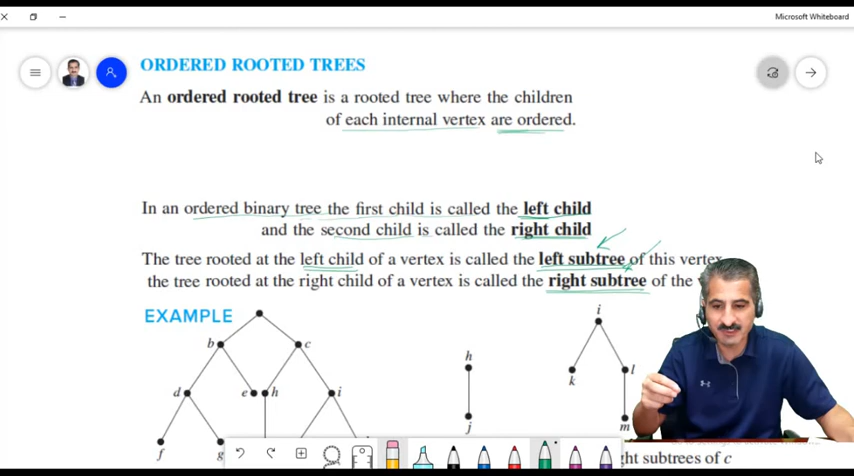 Microsoft Whiteboard
ORDERED ROOTED TREES
An ordered rooted tree is a rooted tree where the children
of each internal vertex are ordered.
In an ordered binary tree the first child is called the left child
and the second child is called the right child
The tree rooted at the left child of a vertex is called the left subtree of this vertex,
the tree rooted at the right child of a vertex is called the right subtree of the
EXAMPLE
i
b
c
h
d
e
h
i
k
l
f
g
j
m
ght subtrees of c